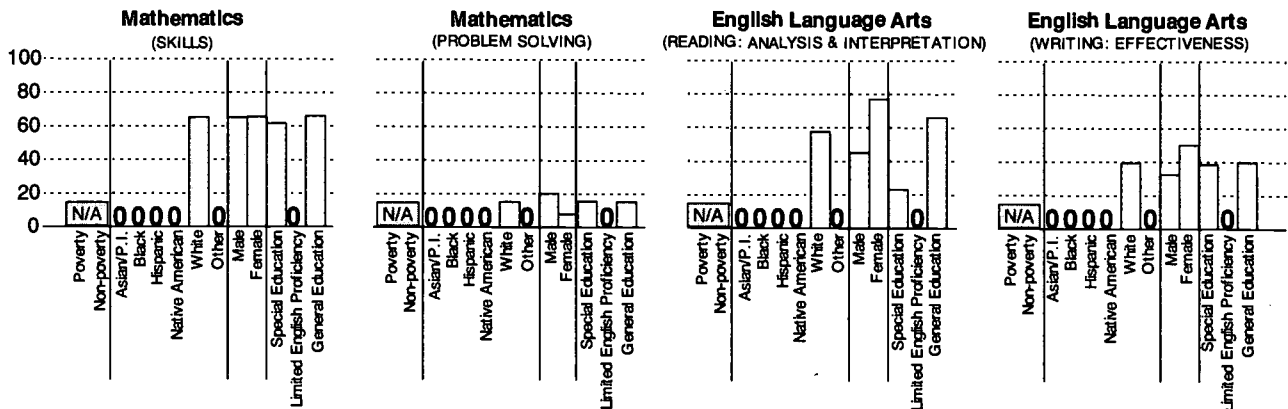 Mathematics
(SKILLS)
100
80
60
40
20
0
N/A
0 0 0 0 0 0
Poverty
Non-poverty
Asian/P.I.
Black
Hispanic
Native American
White
Other
Male
Female
Special Education
Limited English Proficiency
General Education
Mathematics
(PROBLEM SOLVING)
N/A
0 0 0 0 0 0
Poverty
Non-poverty
Asian/P.I.
Black
Hispanic
Native American
White
Other
Male
Female
Special Education
Limited English Proficiency
General Education
English Language Arts
(READING: ANALYSIS & INTERPRETATION)
N/A
0 0 0 0 0 0
Poverty
Non-poverty
Asian/P.I.
Black
Hispanic
Native American
White
Other
Male
Female
Special Education
Limited English Proficiency
General Education
English Language Arts
(WRITING: EFFECTIVENESS)
N/A
0 0 0 0 0 0
Poverty
Non-poverty
Asian/P.I.
Black
Hispanic
Native American
White
Other
Male
Female
Special Education
Limited English Proficiency
General Education